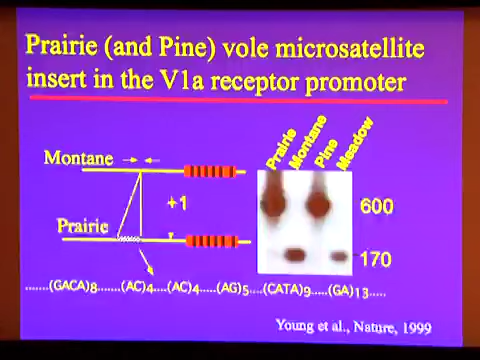 Prairie (and Pine) vole microsatellite
insert in the V1a receptor promoter
Prairie
Montane
Pine
Meadow
Montane
600
+1
Prairie
170
.......(GACA)8......(AC)4....(AC)4....(AG)5....(CATA)9.....(GA)13.....
Young et al., Nature, 1999